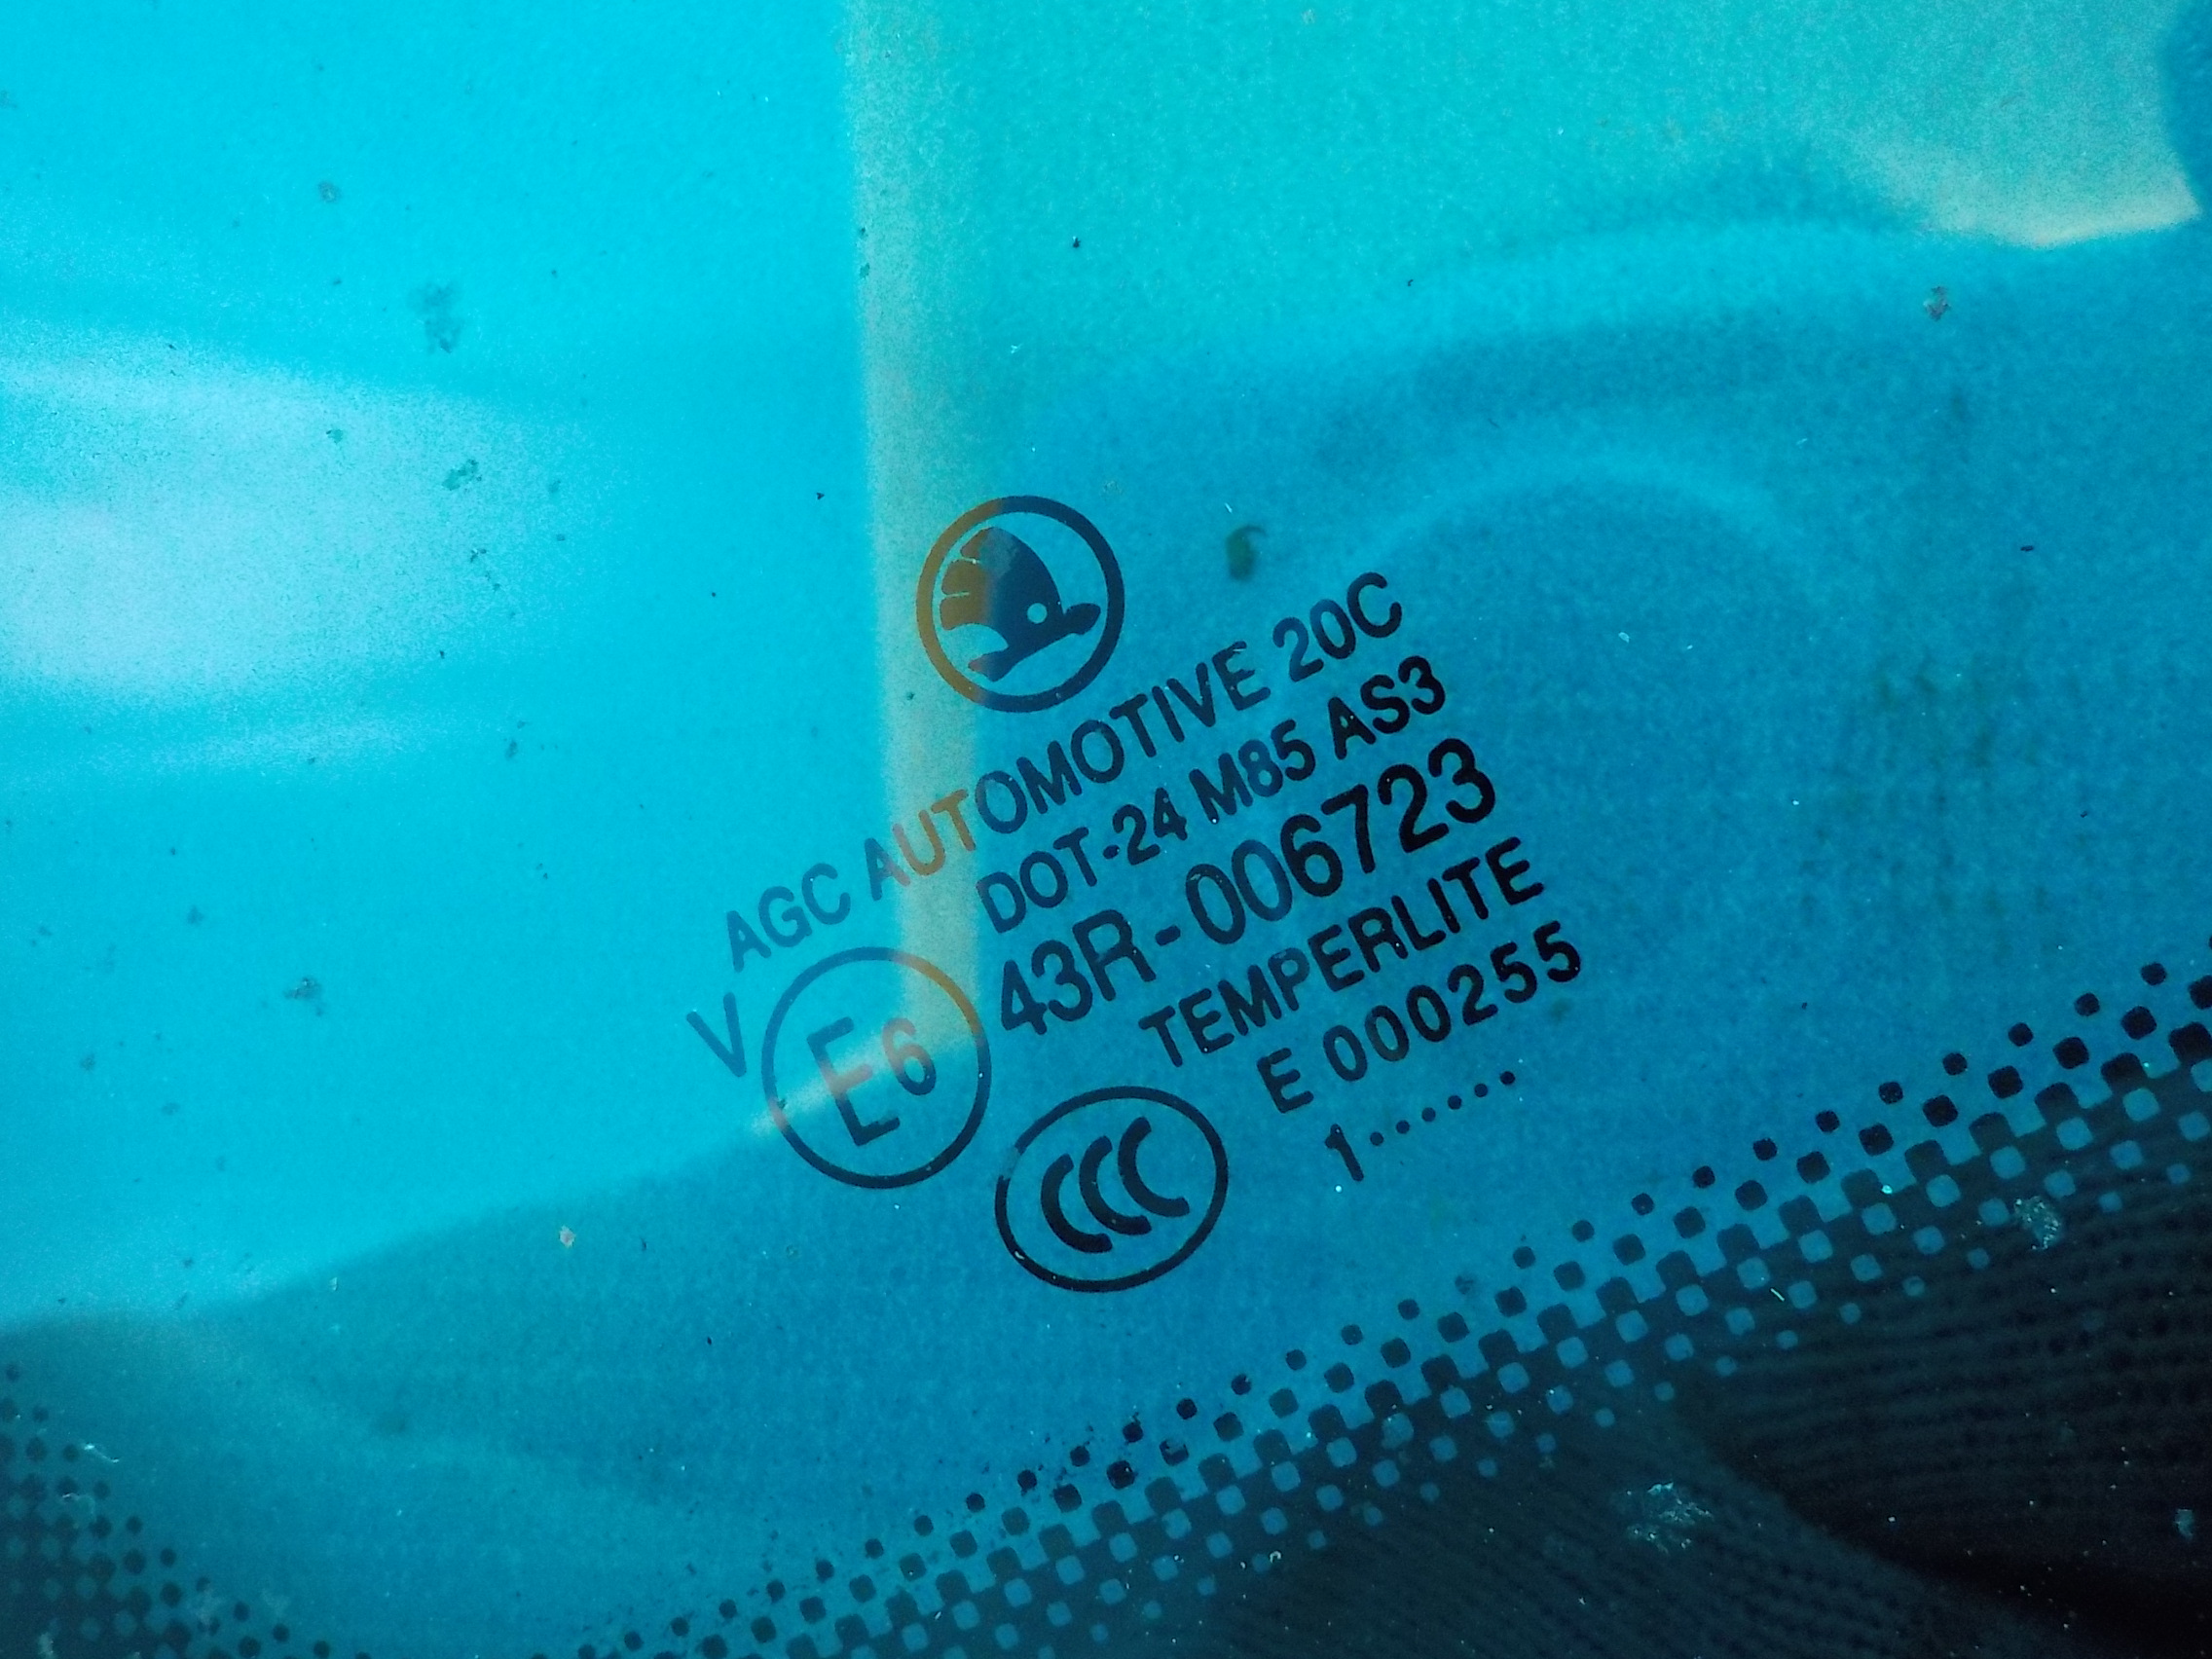 AGC AUTOMOTIVE 20C
DOT-24 M85 AS3
V E6 43R-006723
TEMPERLITE
CCC E 000255
1······